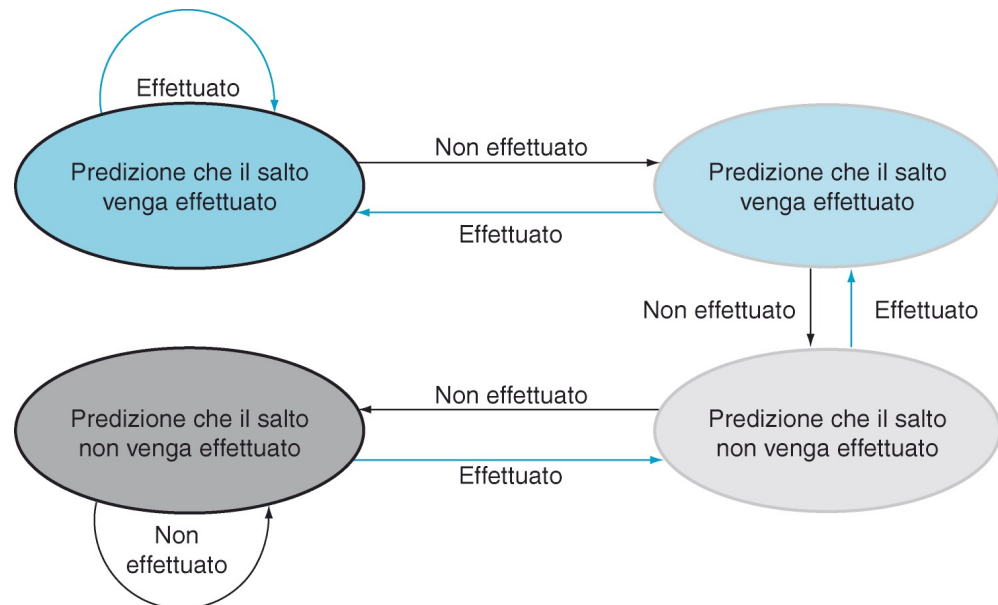 Effettuato
Predizione che il salto
venga effettuato
Non effettuato
Effettuato
Predizione che il salto
venga effettuato
Non effettuato
Effettuato
Predizione che il salto
non venga effettuato
Non effettuato
Effettuato
Predizione che il salto
non venga effettuato
Non
effettuato